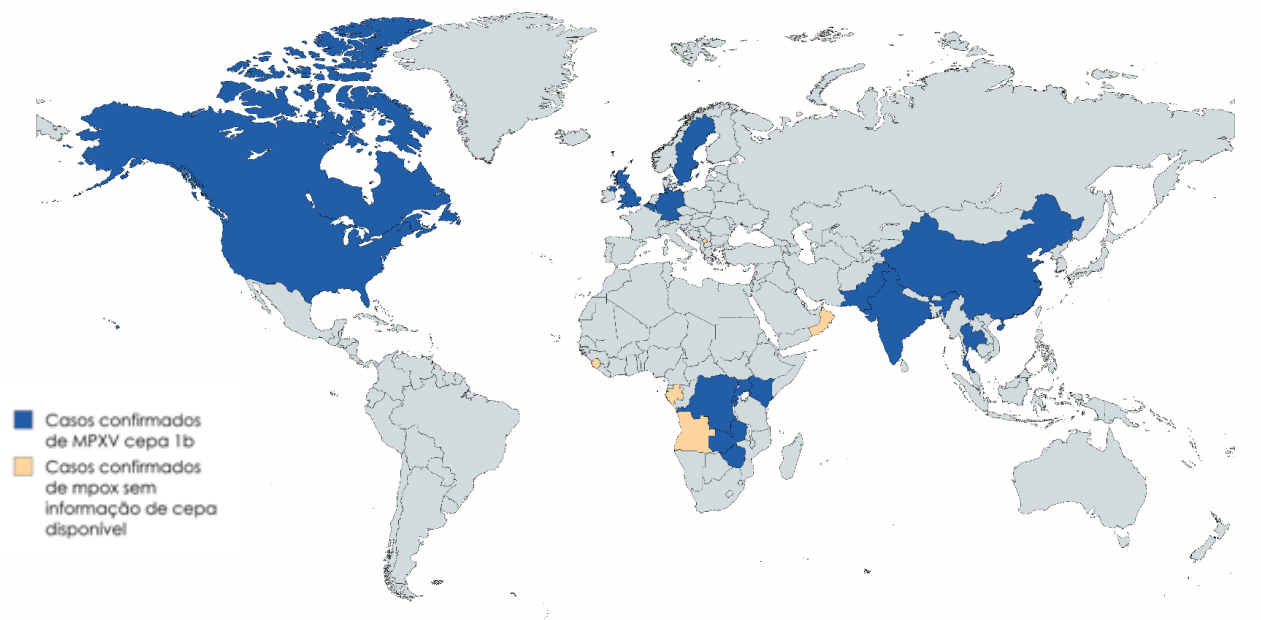 Casos confirmados
de MPXV cepa 1b
Casos confirmados
de mpox sem
informação de cepa
disponível